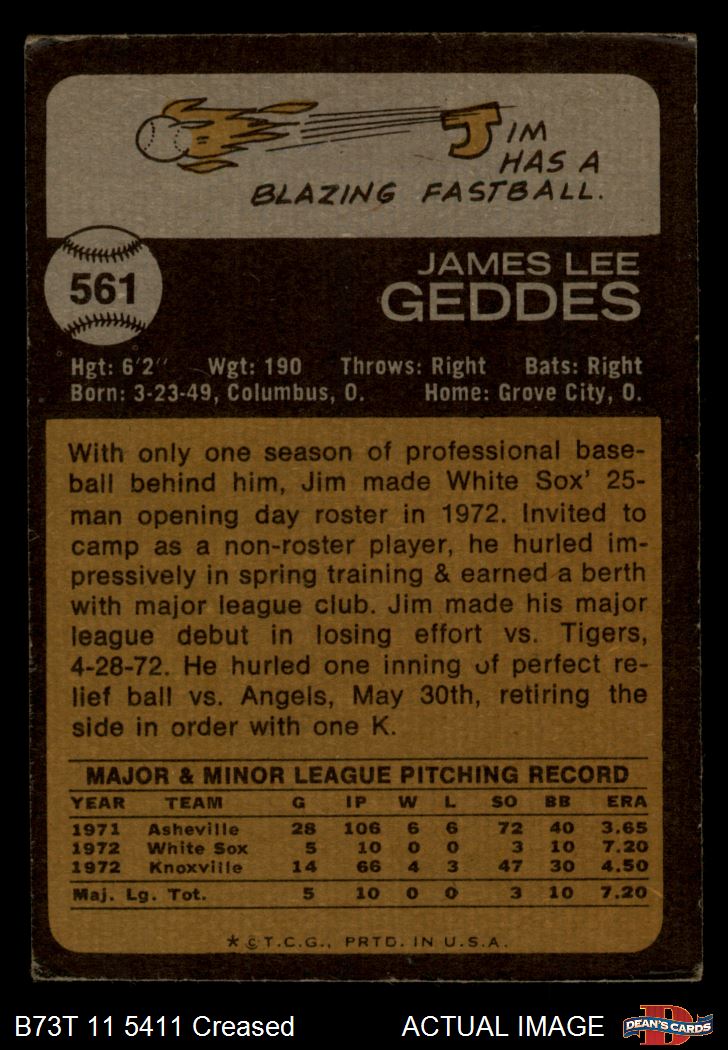 JIM
HAS A
BLAZING FASTBALL.
561
JAMES LEE
GEDDES
Hgt: 6'2" Wgt: 190 Throws: Right Bats: Right
Born: 3-23-49, Columbus, O. Home: Grove City, O.
With only one season of professional base-
ball behind him, Jim made White Sox' 25-
man opening day roster in 1972. Invited to
camp as a non-roster player, he hurled im-
pressively in spring training & earned a berth
with major league club. Jim made his major
league debut in losing effort vs. Tigers,
4-28-72. He hurled one inning of perfect re-
lief ball vs. Angels, May 30th, retiring the
side in order with one K.
MAJOR & MINOR LEAGUE PITCHING RECORD
YEAR TEAM G IP W L SO BB ERA
1971 Asheville 28 106 6 6 72 40 3.65
1972 White Sox 5 10 0 0 3 10 7.20
1972 Knoxville 14 66 4 3 47 30 4.50
Maj. Lg. Tot. 5 10 0 0 3 10 7.20
* © T.C.G., PRTD. IN U.S.A.
B73T 11 5411 Creased ACTUAL IMAGE DEAN'S CARDS